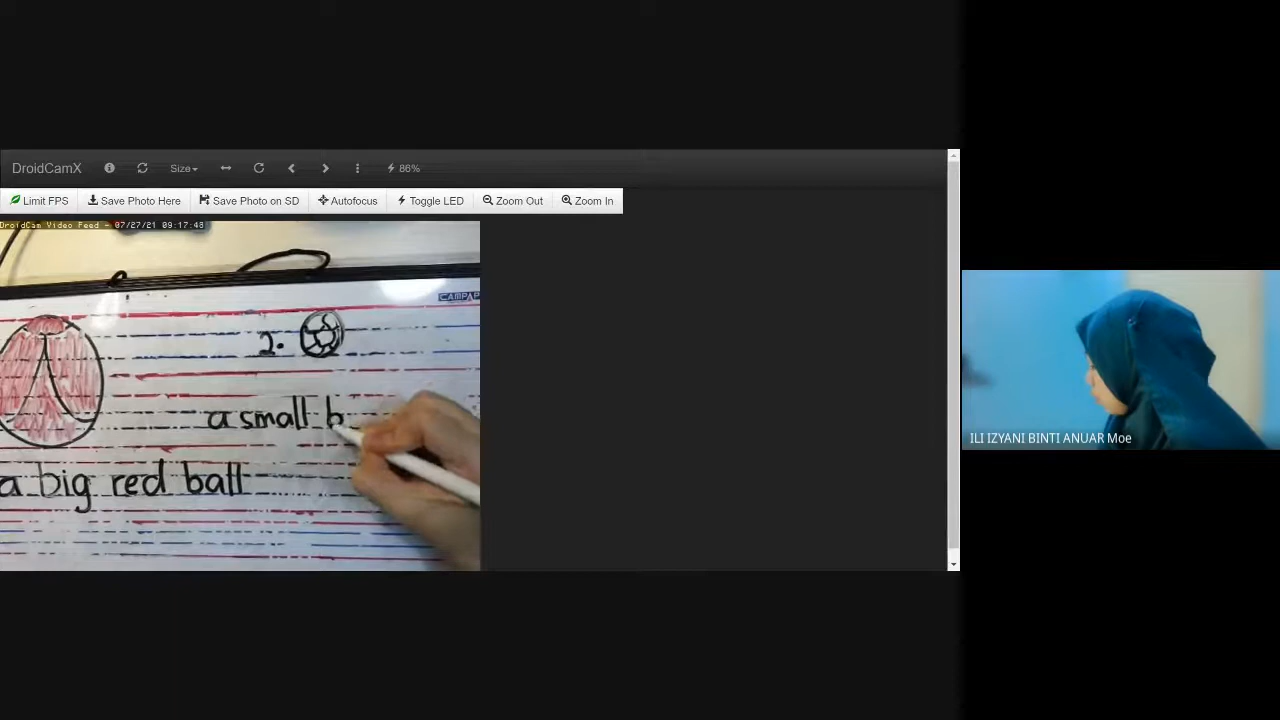 DroidCamX Size 86%
Limit FPS Save Photo Here Save Photo on SD Autofocus Toggle LED Zoom Out Zoom In
DroidCam Video Feed - 07/27/21 09:17:48
CAMPAP
2.
a small b
a big red ball
ILI IZYANI BINTI ANUAR Moe